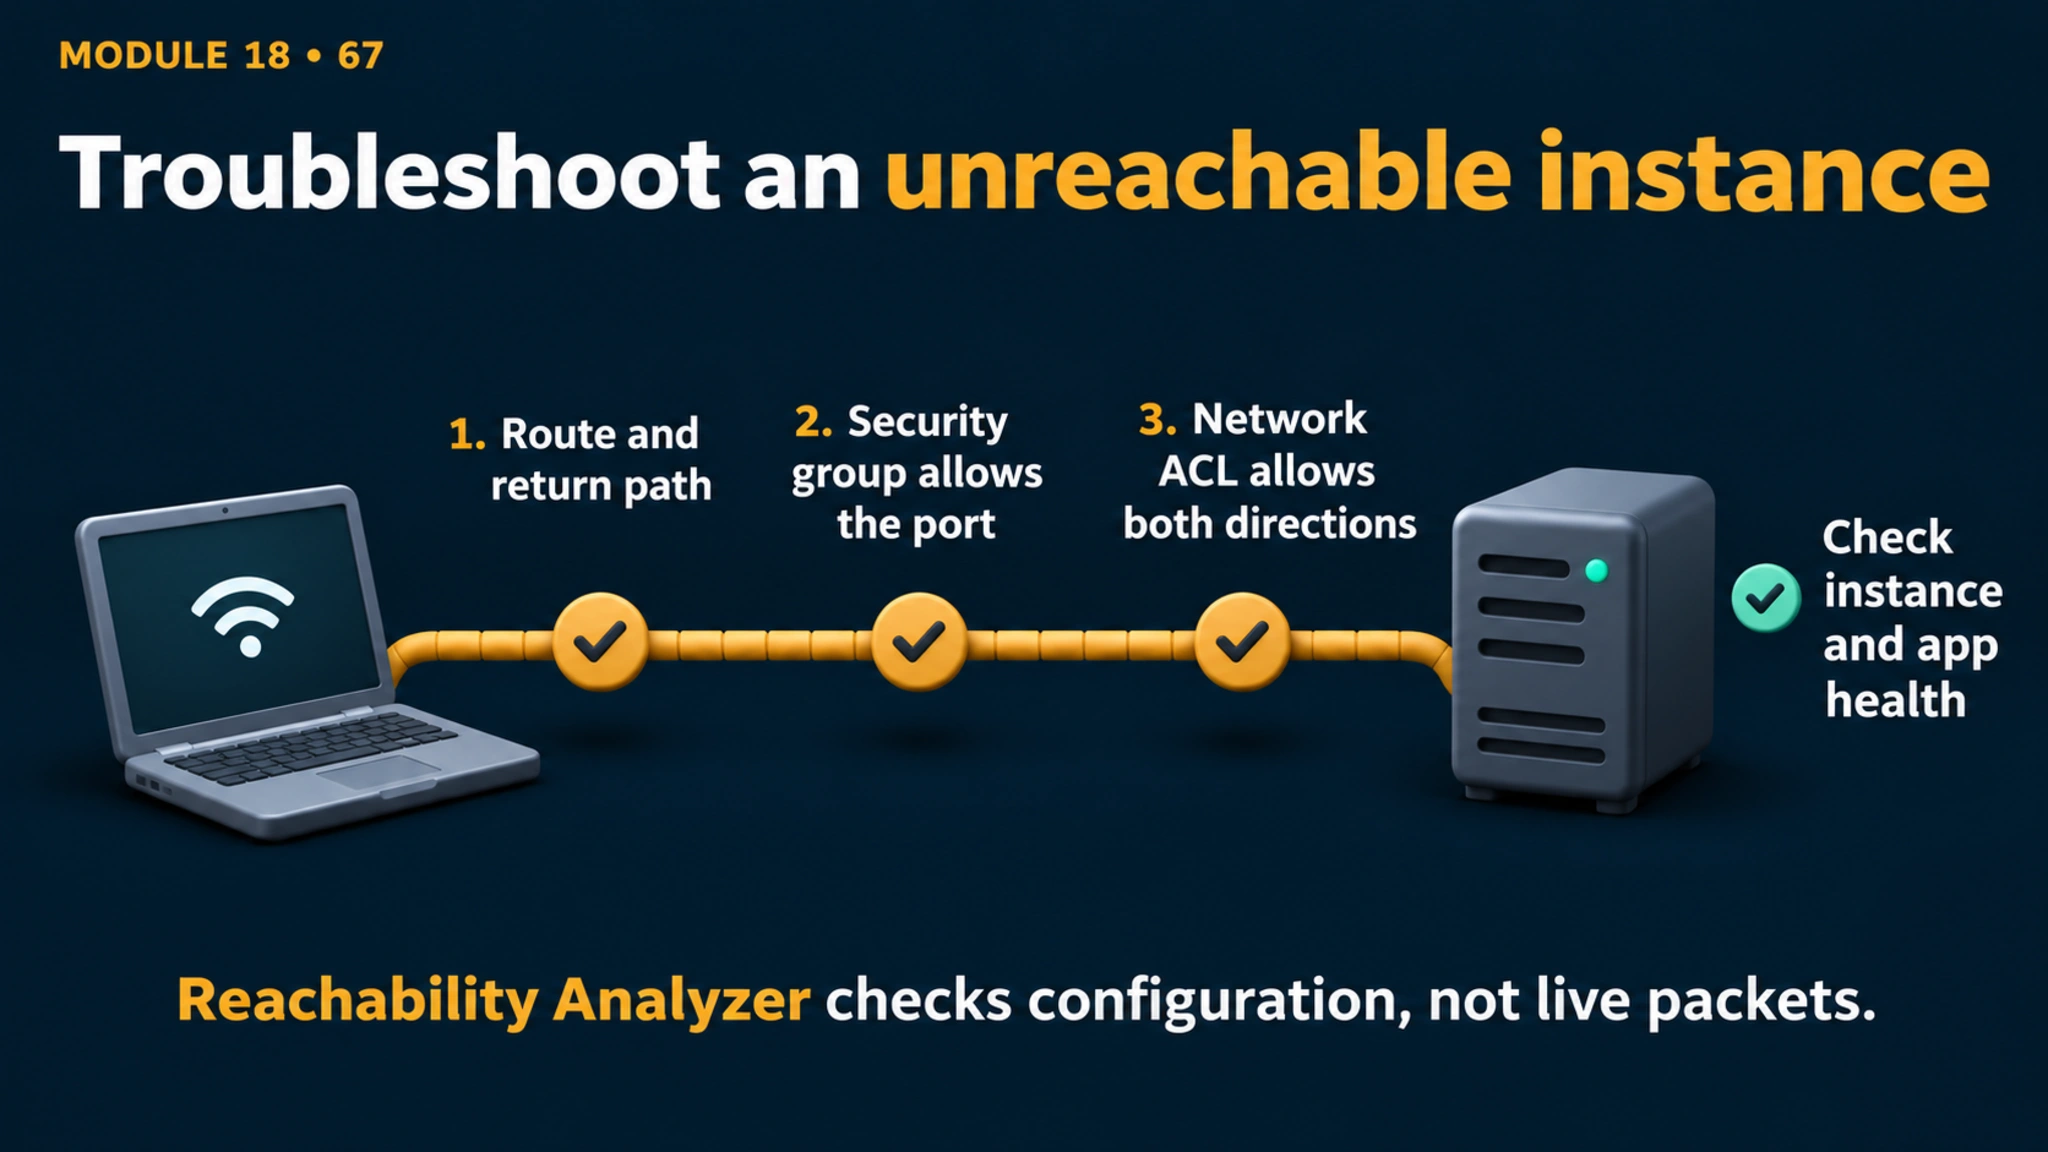 MODULE 18 • 67
Troubleshoot an unreachable instance
1. Route and
return path
2. Security
group allows
the port
3. Network
ACL allows
both directions
Check
instance
and app
health
Reachability Analyzer checks configuration, not live packets.